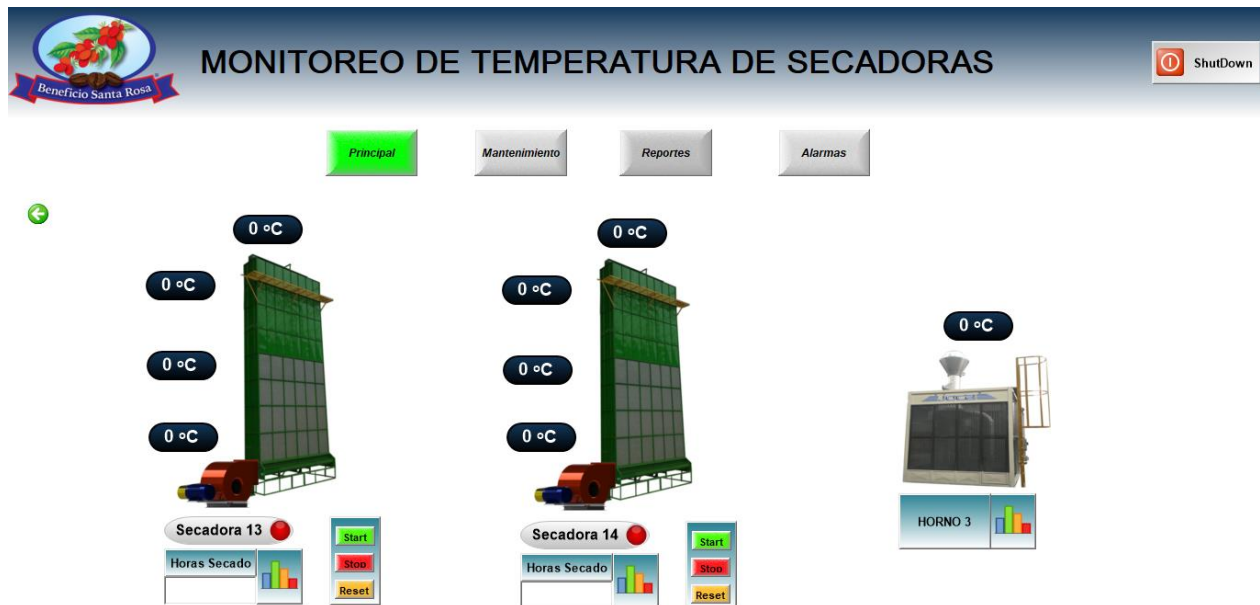 MONITOREO DE TEMPERATURA DE SECADORAS
Beneficio Santa Rosa
ShutDown
Principal
Mantenimiento
Reportes
Alarmas
0 °C
0 °C
0 °C
0 °C
0 °C
0 °C
0 °C
0 °C
0 °C
Secadora 13
Start
Horas Secado
Stop
Reset
Secadora 14
Start
Horas Secado
Stop
Reset
HORNO 3